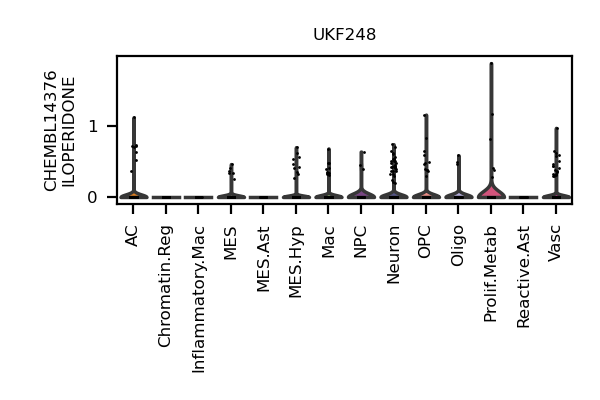 UKF248
CHEMBL14376
ILOPERIDONE
1
0
AC
Chromatin.Reg
Inflammatory.Mac
MES
MES.Ast
MES.Hyp
Mac
NPC
Neuron
OPC
Oligo
Prolif.Metab
Reactive.Ast
Vasc